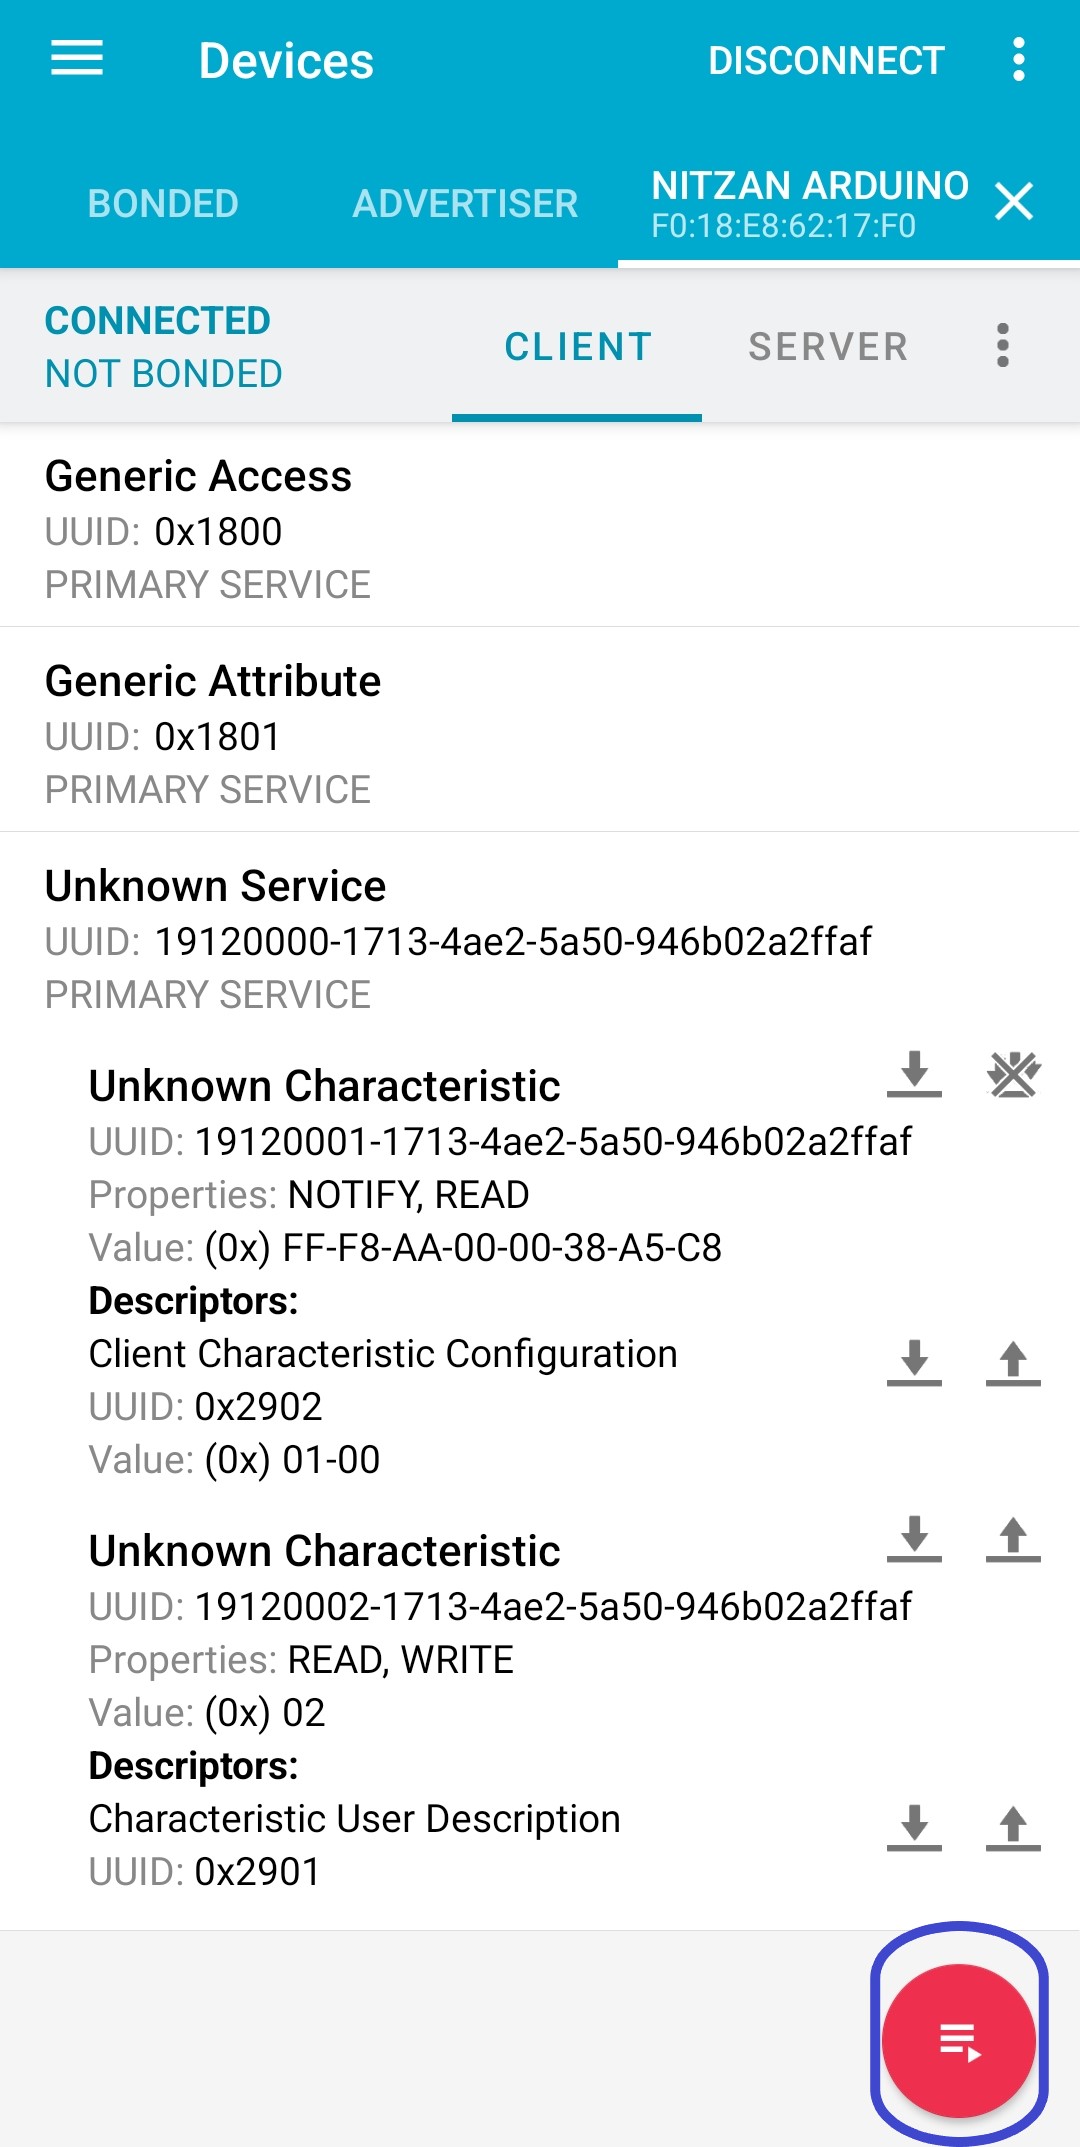 Devices
DISCONNECT
BONDED
ADVERTISER
NITZAN ARDUINO
F0:18:E8:62:17:F0
CONNECTED
NOT BONDED
CLIENT
SERVER
Generic Access
UUID: 0x1800
PRIMARY SERVICE
Generic Attribute
UUID: 0x1801
PRIMARY SERVICE
Unknown Service
UUID: 19120000-1713-4ae2-5a50-946b02a2ffaf
PRIMARY SERVICE
Unknown Characteristic
UUID: 19120001-1713-4ae2-5a50-946b02a2ffaf
Properties: NOTIFY, READ
Value: (0x) FF-F8-AA-00-00-38-A5-C8
Descriptors:
Client Characteristic Configuration
UUID: 0x2902
Value: (0x) 01-00
Unknown Characteristic
UUID: 19120002-1713-4ae2-5a50-946b02a2ffaf
Properties: READ, WRITE
Value: (0x) 02
Descriptors:
Characteristic User Description
UUID: 0x2901